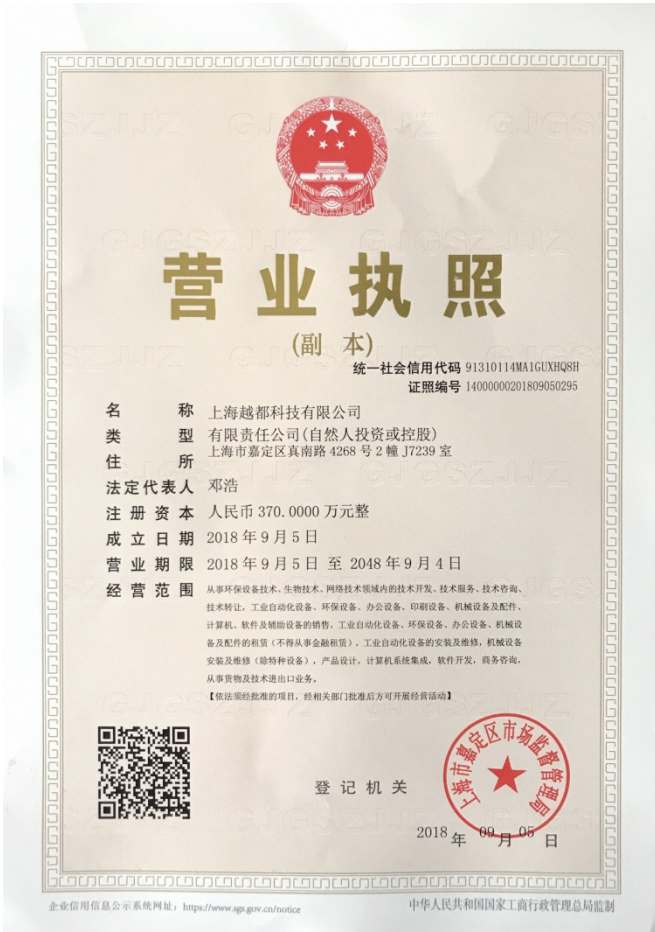 营业执照
(副 本)
统一社会信用代码 91310114MA1GUXHQ8H
证照编号 14000000201809050295
名 称 上海越都科技有限公司
类 型 有限责任公司(自然人投资或控股)
住 所 上海市嘉定区真南路 4268 号 2 幢 J7239 室
法定代表人 邓浩
注册资本 人民币 370.0000 万元整
成立日期 2018 年 9 月 5 日
营业期限 2018 年 9 月 5 日 至 2048 年 9 月 4 日
经营范围 从事环保设备技术、生物技术、网络技术领域内的技术开发、技术服务、技术咨询、
技术转让，工业自动化设备、环保设备、办公设备、印刷设备、机械设备及配件、
计算机、软件及辅助设备的销售，工业自动化设备、环保设备、办公设备、机械设
备及配件的租赁（不得从事金融租赁），工业自动化设备的安装及维修，机械设备
安装及维修（除特种设备），产品设计，计算机系统集成，软件开发，商务咨询，
从事货物及技术进出口业务。
【依法须经批准的项目，经相关部门批准后方可开展经营活动】
登记机关
上海市嘉定区市场监督管理局
2018 年 09 月 05 日
企业信用信息公示系统网址：https://www.sgs.gov.cn/notice
中华人民共和国国家工商行政管理总局监制